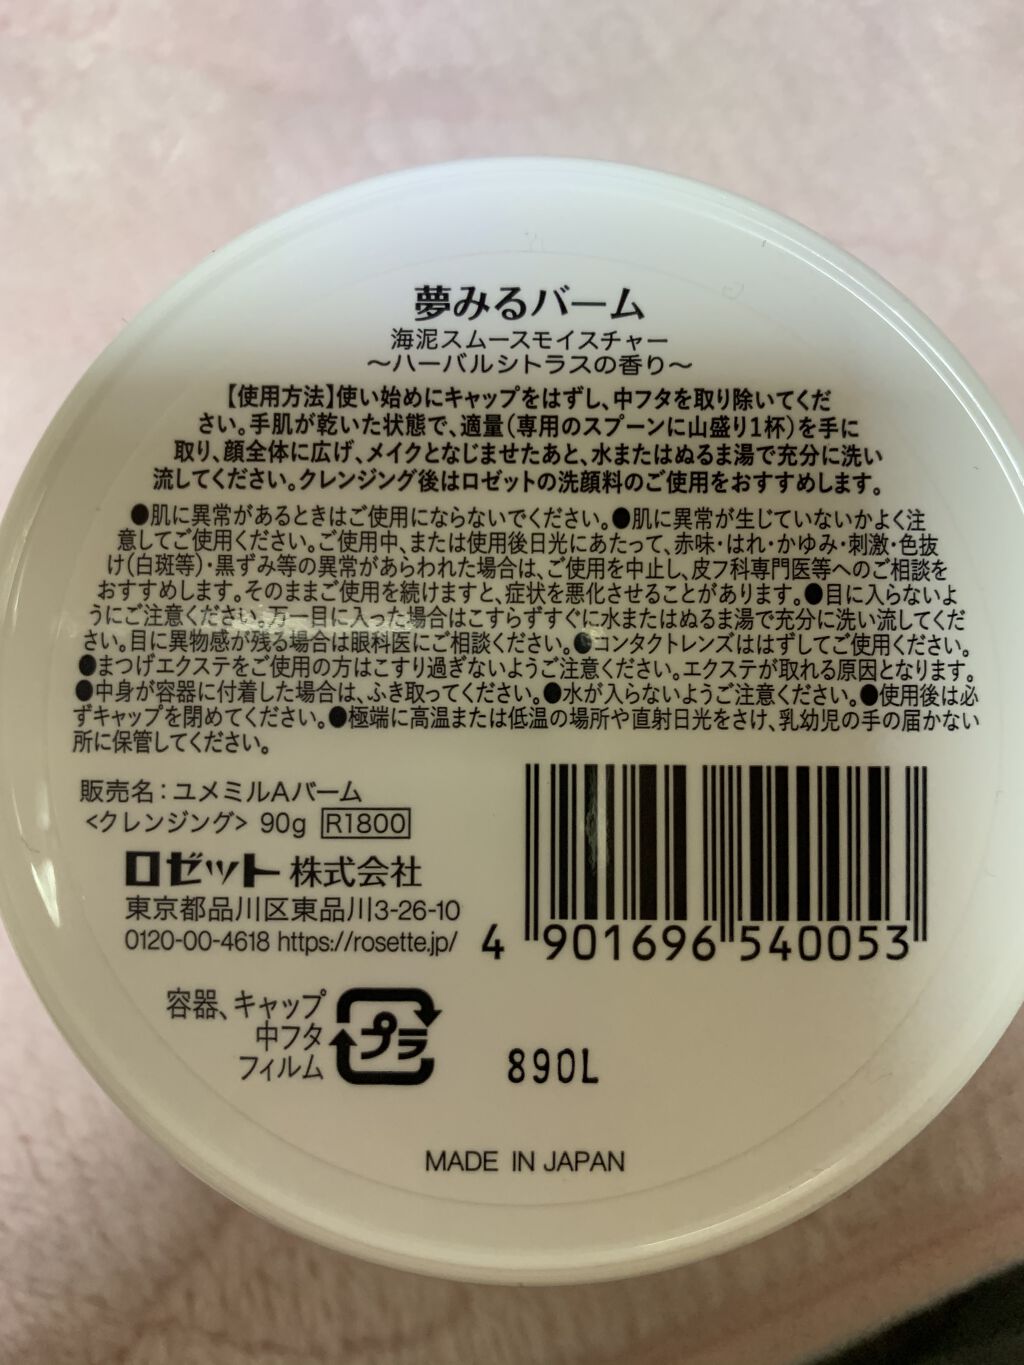 夢みるバーム
海泥スムースモイスチャー
〜ハーバルシトラスの香り〜
【使用方法】使い始めにキャップをはずし、中フタを取り除いてくだ
さい。手肌が乾いた状態で、適量(専用のスプーンに山盛り1杯)を手に
取り、顔全体に広げ、メイクとなじませたあと、水またはぬるま湯で充分に洗い
流してください。クレンジング後はロゼットの洗顔料のご使用をおすすめします。
●肌に異常があるときはご使用にならないでください。●肌に異常が生じていないかよく注
意してご使用ください。ご使用中、または使用後日光にあたって、赤味・はれ・かゆみ・刺激・色抜
け(白斑等)・黒ずみ等の異常があらわれた場合は、ご使用を中止し、皮フ科専門医等へのご相談を
おすすめします。そのままご使用を続けますと、症状を悪化させることがあります。●目に入らないよ
うにご注意ください。万一目に入った場合はこすらずすぐに水またはぬるま湯で充分に洗い流してくだ
さい。目に異物感が残る場合は眼科医にご相談ください。●コンタクトレンズははずしてご使用ください。
●まつげエクステをご使用の方はこすり過ぎないようご注意ください。エクステが取れる原因となります。
●中身が容器に付着した場合は、ふき取ってください。●水が入らないようご注意ください。●使用後は必
ずキャップを閉めてください。●極端に高温または低温の場所や直射日光をさけ、乳幼児の手の届かない
所に保管してください。
販売名：ユメミルAバーム
<クレンジング> 90g R1800
ロゼット株式会社
東京都品川区東品川3-26-10
0120-00-4618 https://rosette.jp/
4 901696 540053
容器、キャップ
中フタ
フィルム
プラ
890L
MADE IN JAPAN